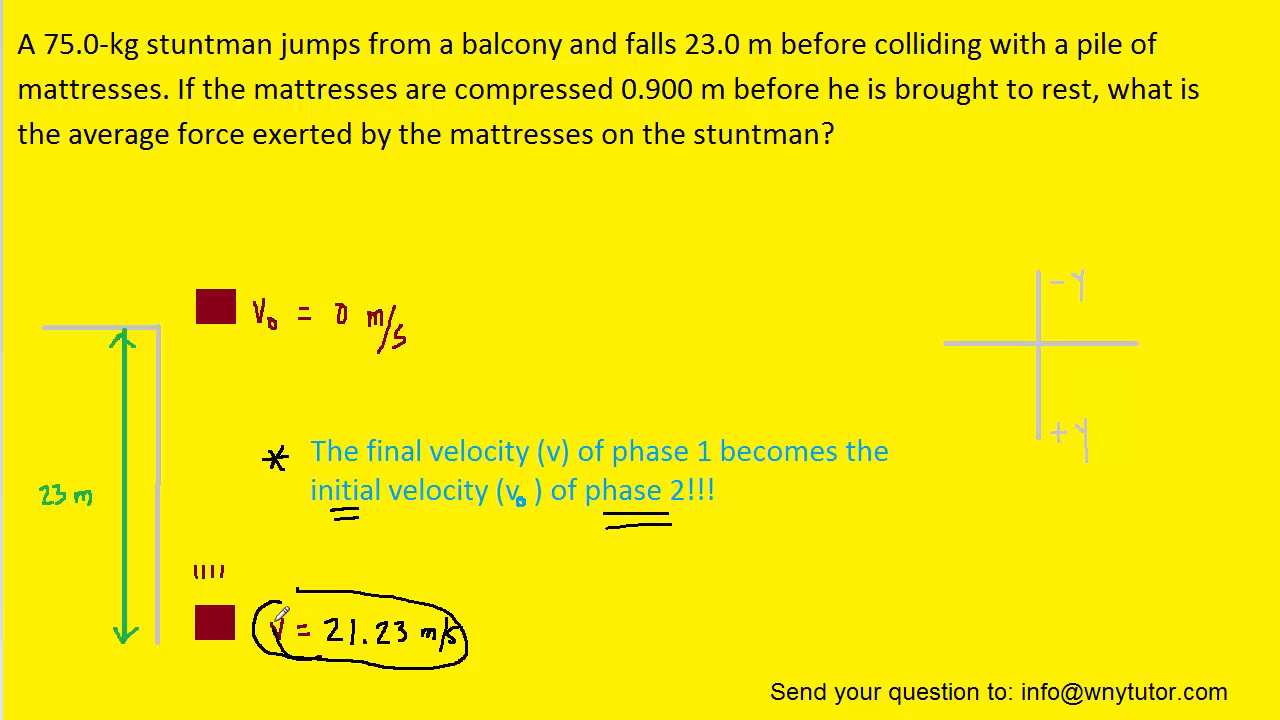 A 75.0-kg stuntman jumps from a balcony and falls 23.0 m before colliding with a pile of
mattresses. If the mattresses are compressed 0.900 m before he is brought to rest, what is
the average force exerted by the mattresses on the stuntman?
v₀ = 0 m/s
-Y
+Y
* The final velocity (v) of phase 1 becomes the
initial velocity (v₀ ) of phase 2!!!
23 m
v = 21.23 m/s
Send your question to: info@wnytutor.com